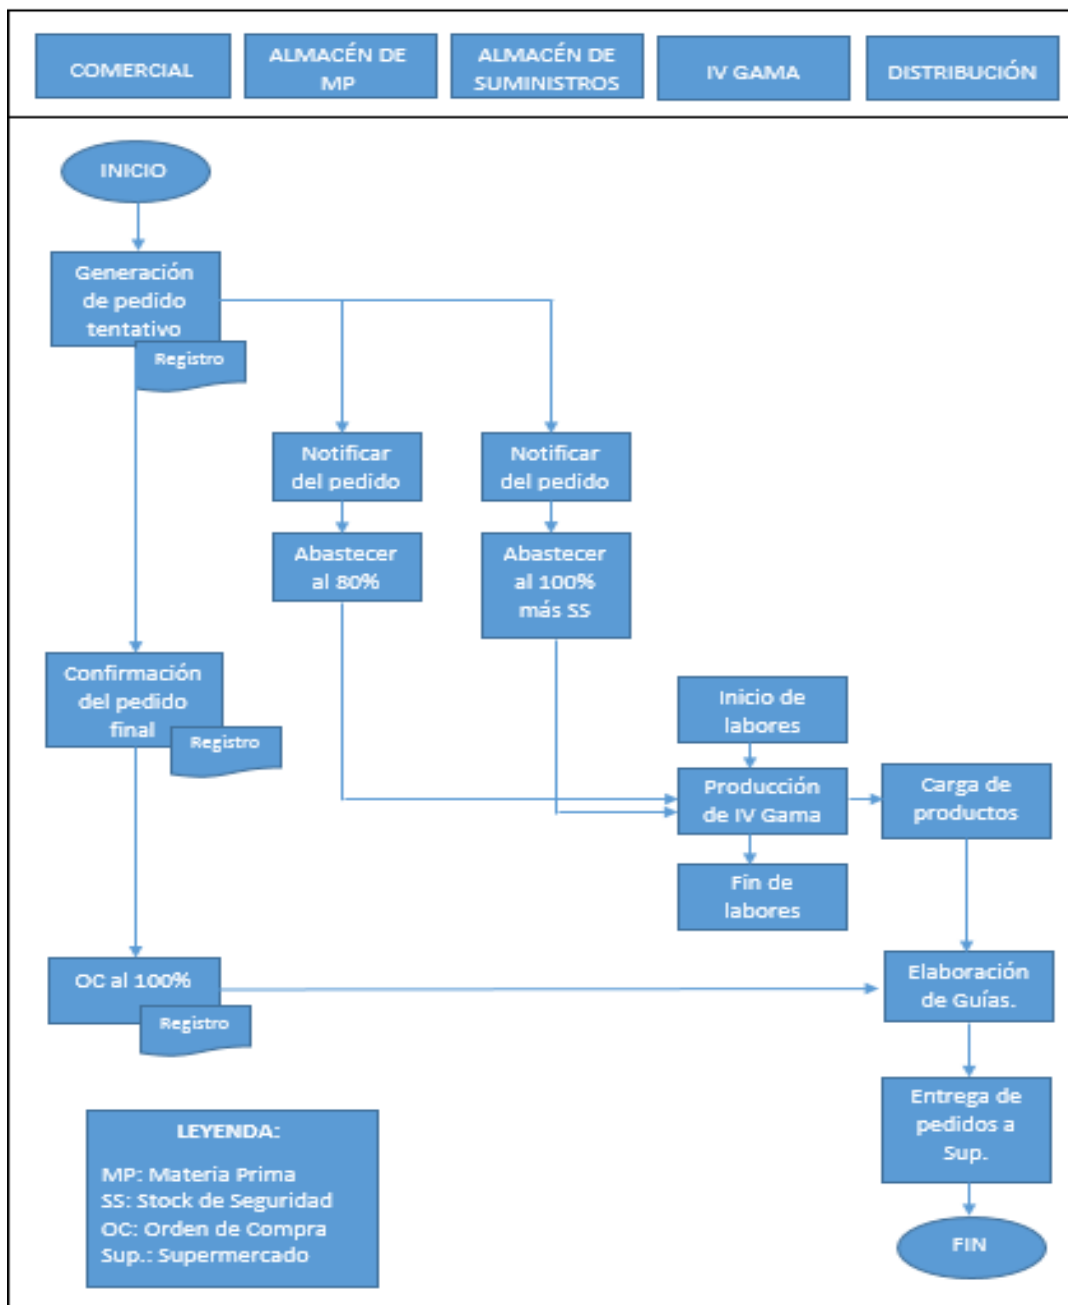 COMERCIAL
ALMACÉN DE
MP
ALMACÉN DE
SUMINISTROS
IV GAMA
DISTRIBUCIÓN
INICIO
Generación
de pedido
tentativo
Registro
Notificar
del pedido
Notificar
del pedido
Abastecer
al 80%
Abastecer
al 100%
más SS
Confirmación
del pedido
final
Registro
Inicio de
labores
Producción
de IV Gama
Carga de
productos
Fin de
labores
OC al 100%
Registro
Elaboración
de Guías.
Entrega de
pedidos a
Sup.
FIN
LEYENDA:
MP: Materia Prima
SS: Stock de Seguridad
OC: Orden de Compra
Sup.: Supermercado